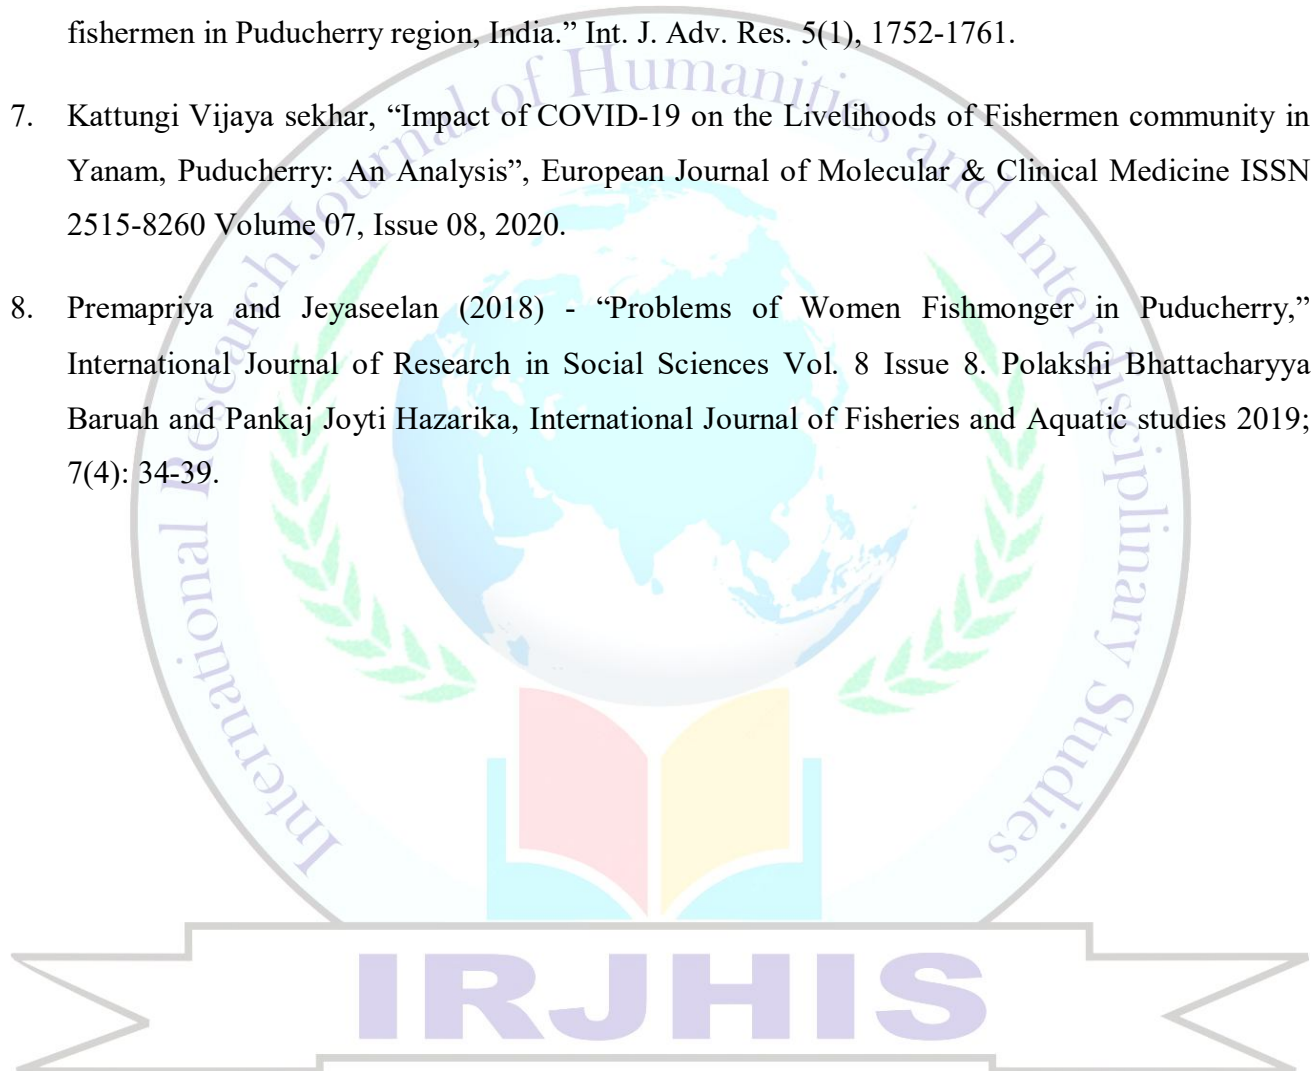 fishermen in Puducherry region, India.” Int. J. Adv. Res. 5(1), 1752-1761.
7. Kattungi Vijaya sekhar, “Impact of COVID-19 on the Livelihoods of Fishermen community in
Yanam, Puducherry: An Analysis”, European Journal of Molecular & Clinical Medicine ISSN
2515-8260 Volume 07, Issue 08, 2020.
8. Premapriya and Jeyaseelan (2018) - “Problems of Women Fishmonger in Puducherry,”
International Journal of Research in Social Sciences Vol. 8 Issue 8. Polakshi Bhattacharyya
Baruah and Pankaj Joyti Hazarika, International Journal of Fisheries and Aquatic studies 2019;
7(4): 34-39.
International Research Journal of Humanities and Interdisciplinary Studies
IRJHIS